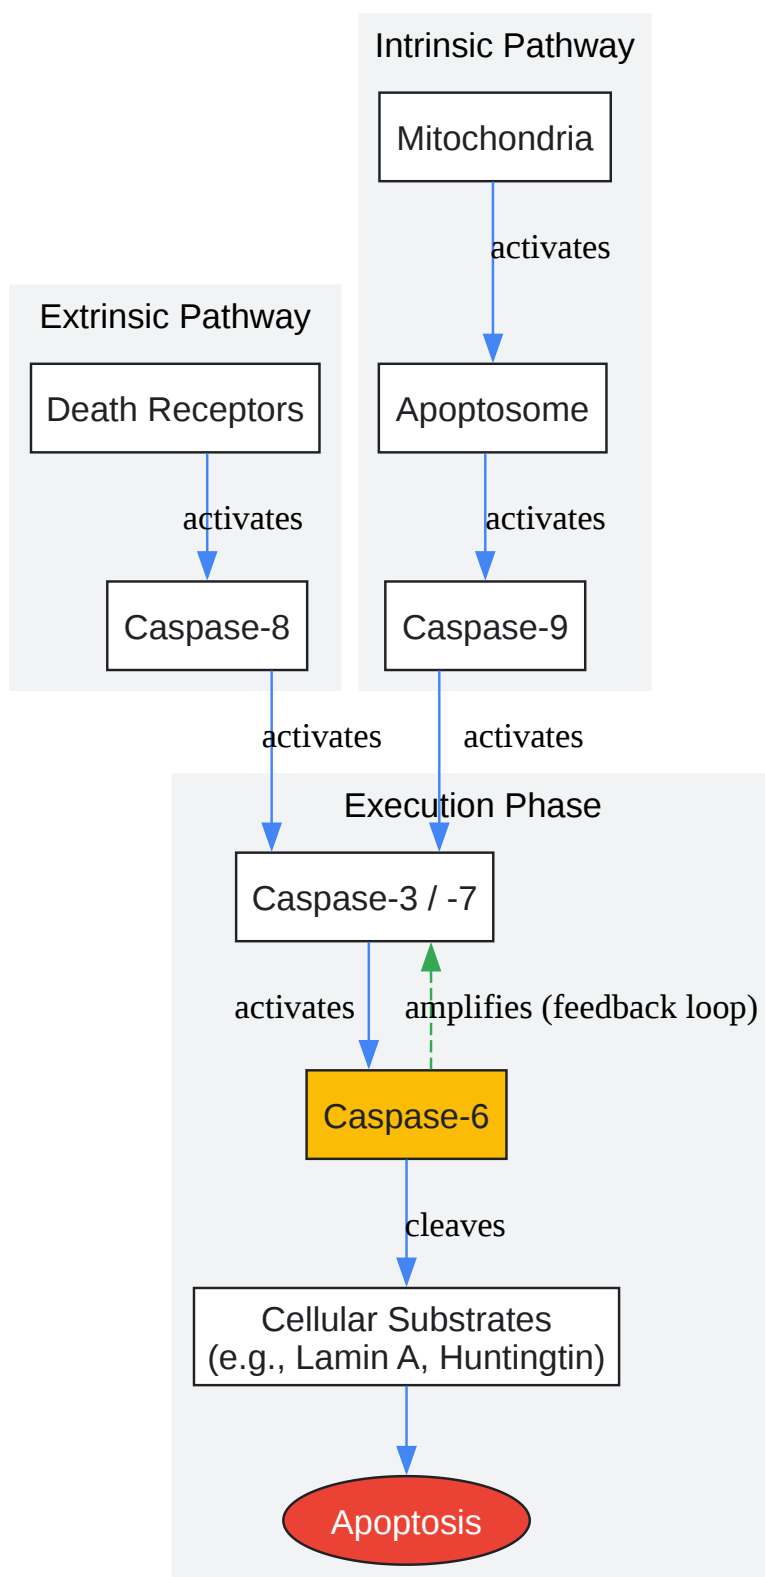 Intrinsic Pathway
Mitochondria
activates
Extrinsic Pathway
Death Receptors
Apoptosome
activates
activates
Caspase-8
Caspase-9
activates
activates
Execution Phase
Caspase-3 / -7
activates
amplifies (feedback loop)
Caspase-6
cleaves
Cellular Substrates
(e.g., Lamin A, Huntingtin)
Apoptosis